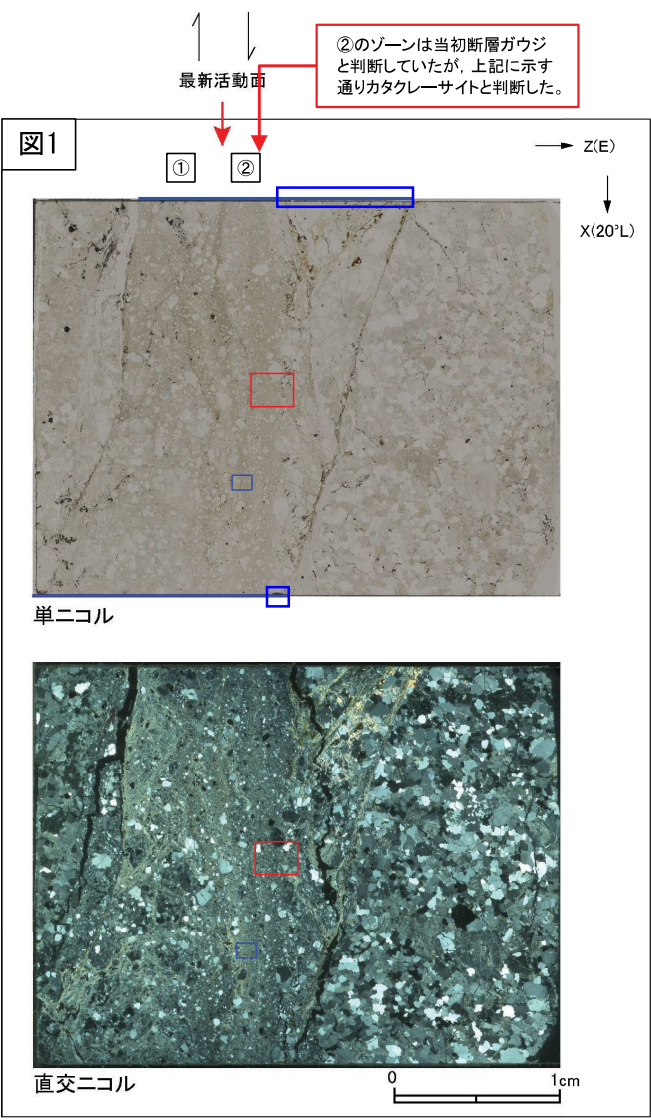 ②のゾーンは当初断層ガウジ
と判断していたが，上記に示す
通りカタクレーサイトと判断した。
最新活動面
図1
① ②
Z(E)
X(20°L)
単ニコル
直交ニコル
0 1cm